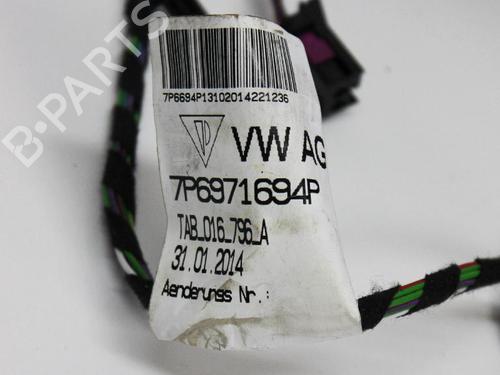 7P6694P13102014221236
VW AG
7P6971694P
TAB_016_796_A
31.01.2014
Aenderungs Nr.:
B-PARTS